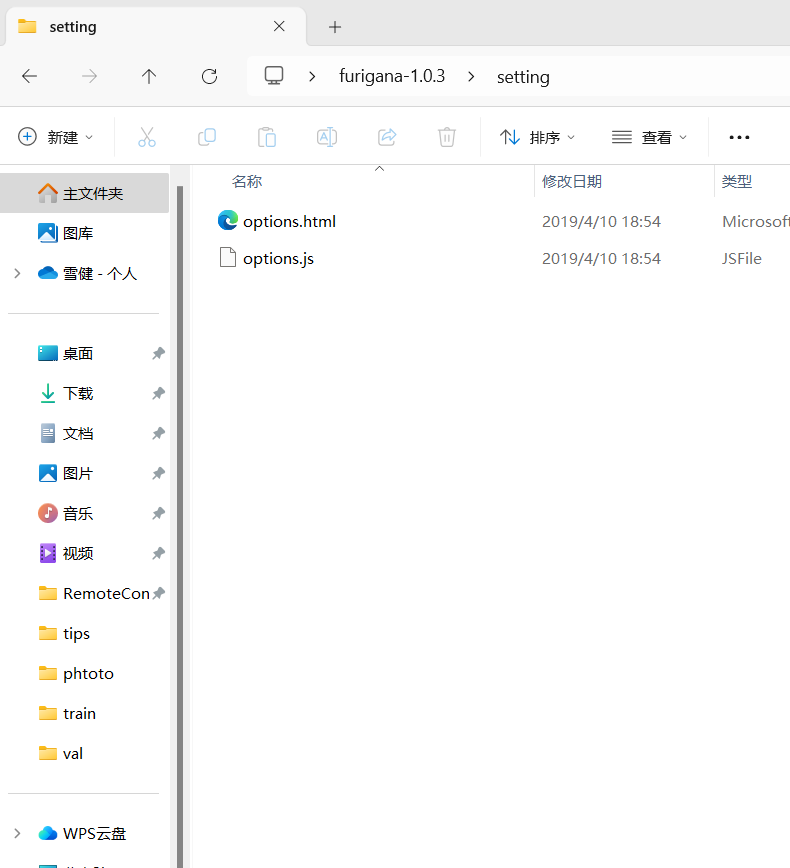 setting
furigana-1.0.3 setting
新建 排序 查看
名称 修改日期 类型
options.html 2019/4/10 18:54 Microsoft
options.js 2019/4/10 18:54 JSFile
主文件夹
图库
雪健 - 个人
桌面
下载
文档
图片
音乐
视频
RemoteCon
tips
phtoto
train
val
WPS云盘